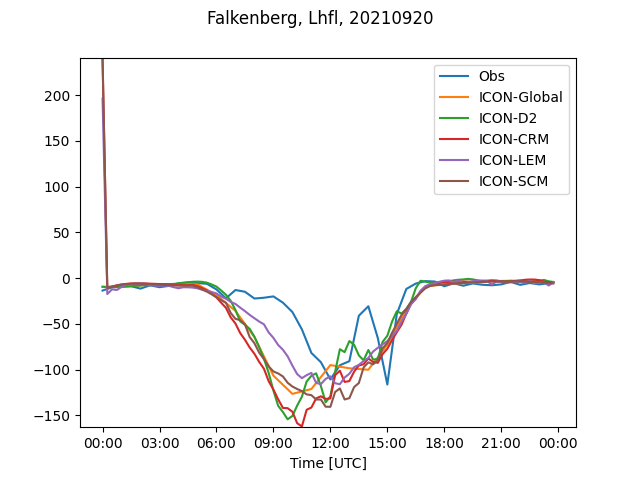 Falkenberg, Lhfl, 20210920
Obs
ICON-Global
ICON-D2
ICON-CRM
ICON-LEM
ICON-SCM
200
150
100
50
0
−50
−100
−150
00:00 03:00 06:00 09:00 12:00 15:00 18:00 21:00 00:00
Time [UTC]